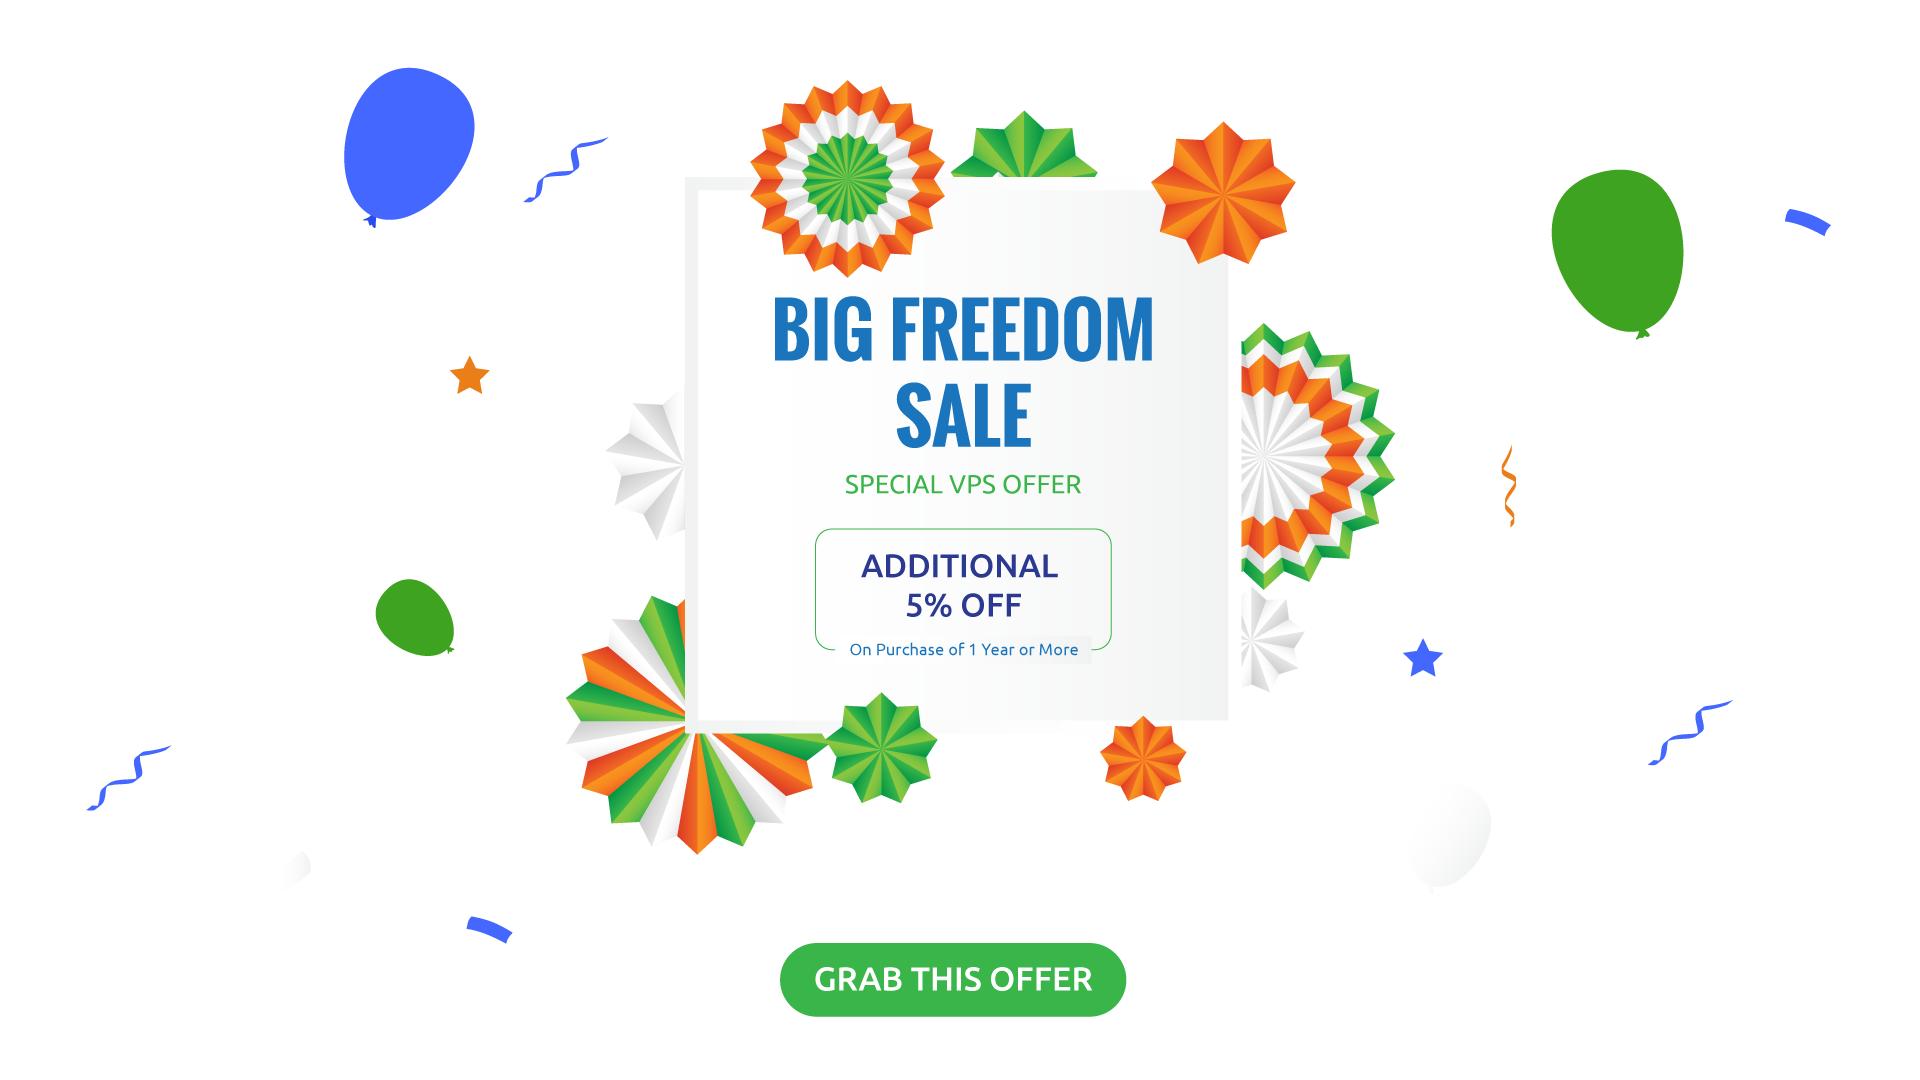 BIG FREEDOM
SALE
SPECIAL VPS OFFER
ADDITIONAL
5% OFF
On Purchase of 1 Year or More
GRAB THIS OFFER